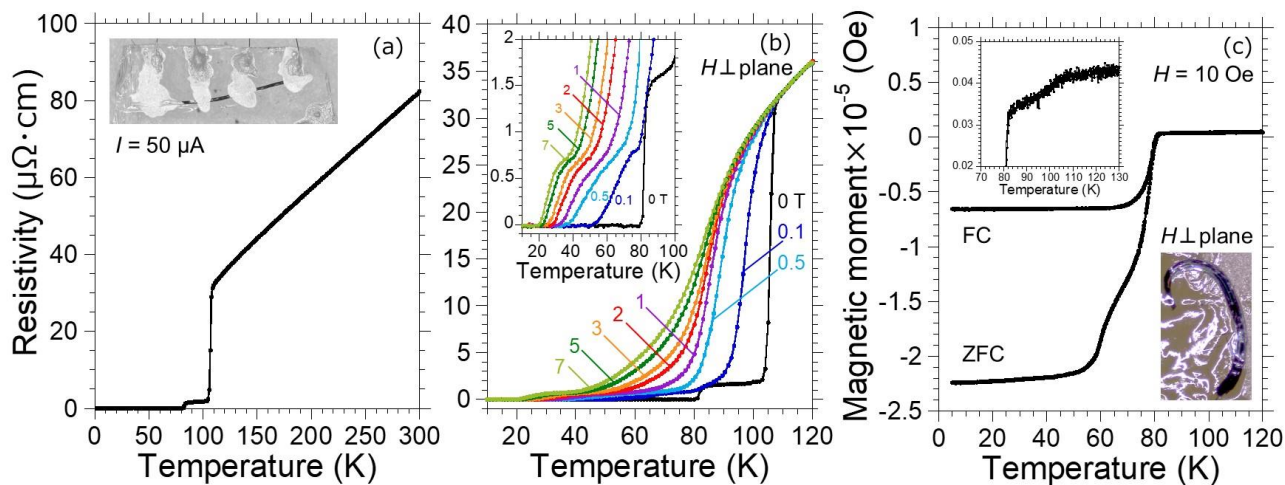 (a)
I = 50 μA
Resistivity (μΩ·cm)
100
80
60
40
20
0
0 50 100 150 200 250 300
Temperature (K)
(b)
H⊥plane
40
35
30
25
20
15
10
5
0
20 40 60 80 100 120
Temperature (K)
0 T
0.1
0.5
1
2
3
5
7
2
1.5
1
0.5
0
20 40 60 80 100
Temperature (K)
1
2
3
5
7
0.5
0.1
0 T
(c)
H = 10 Oe
Magnetic moment×10-5 (Oe)
1
0.5
0
-0.5
-1
-1.5
-2
-2.5
0 20 40 60 80 100 120
Temperature (K)
FC
ZFC
H⊥plane
0.05
0.04
0.03
0.02
70 80 90 100 110 120 130
Temperature (K)